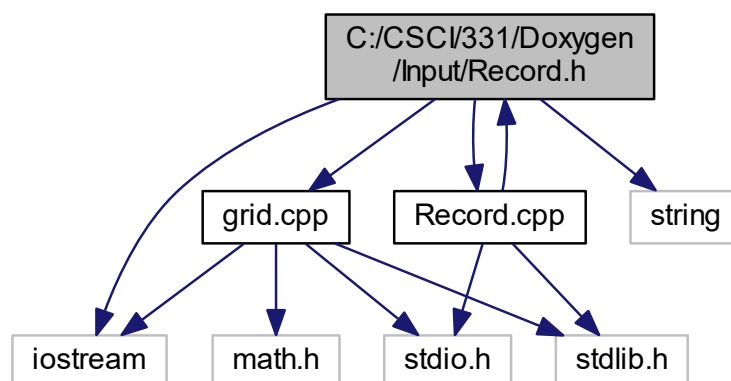 C:/CSCI/331/Doxygen
/Input/Record.h
grid.cpp
Record.cpp
string
iostream
math.h
stdio.h
stdlib.h